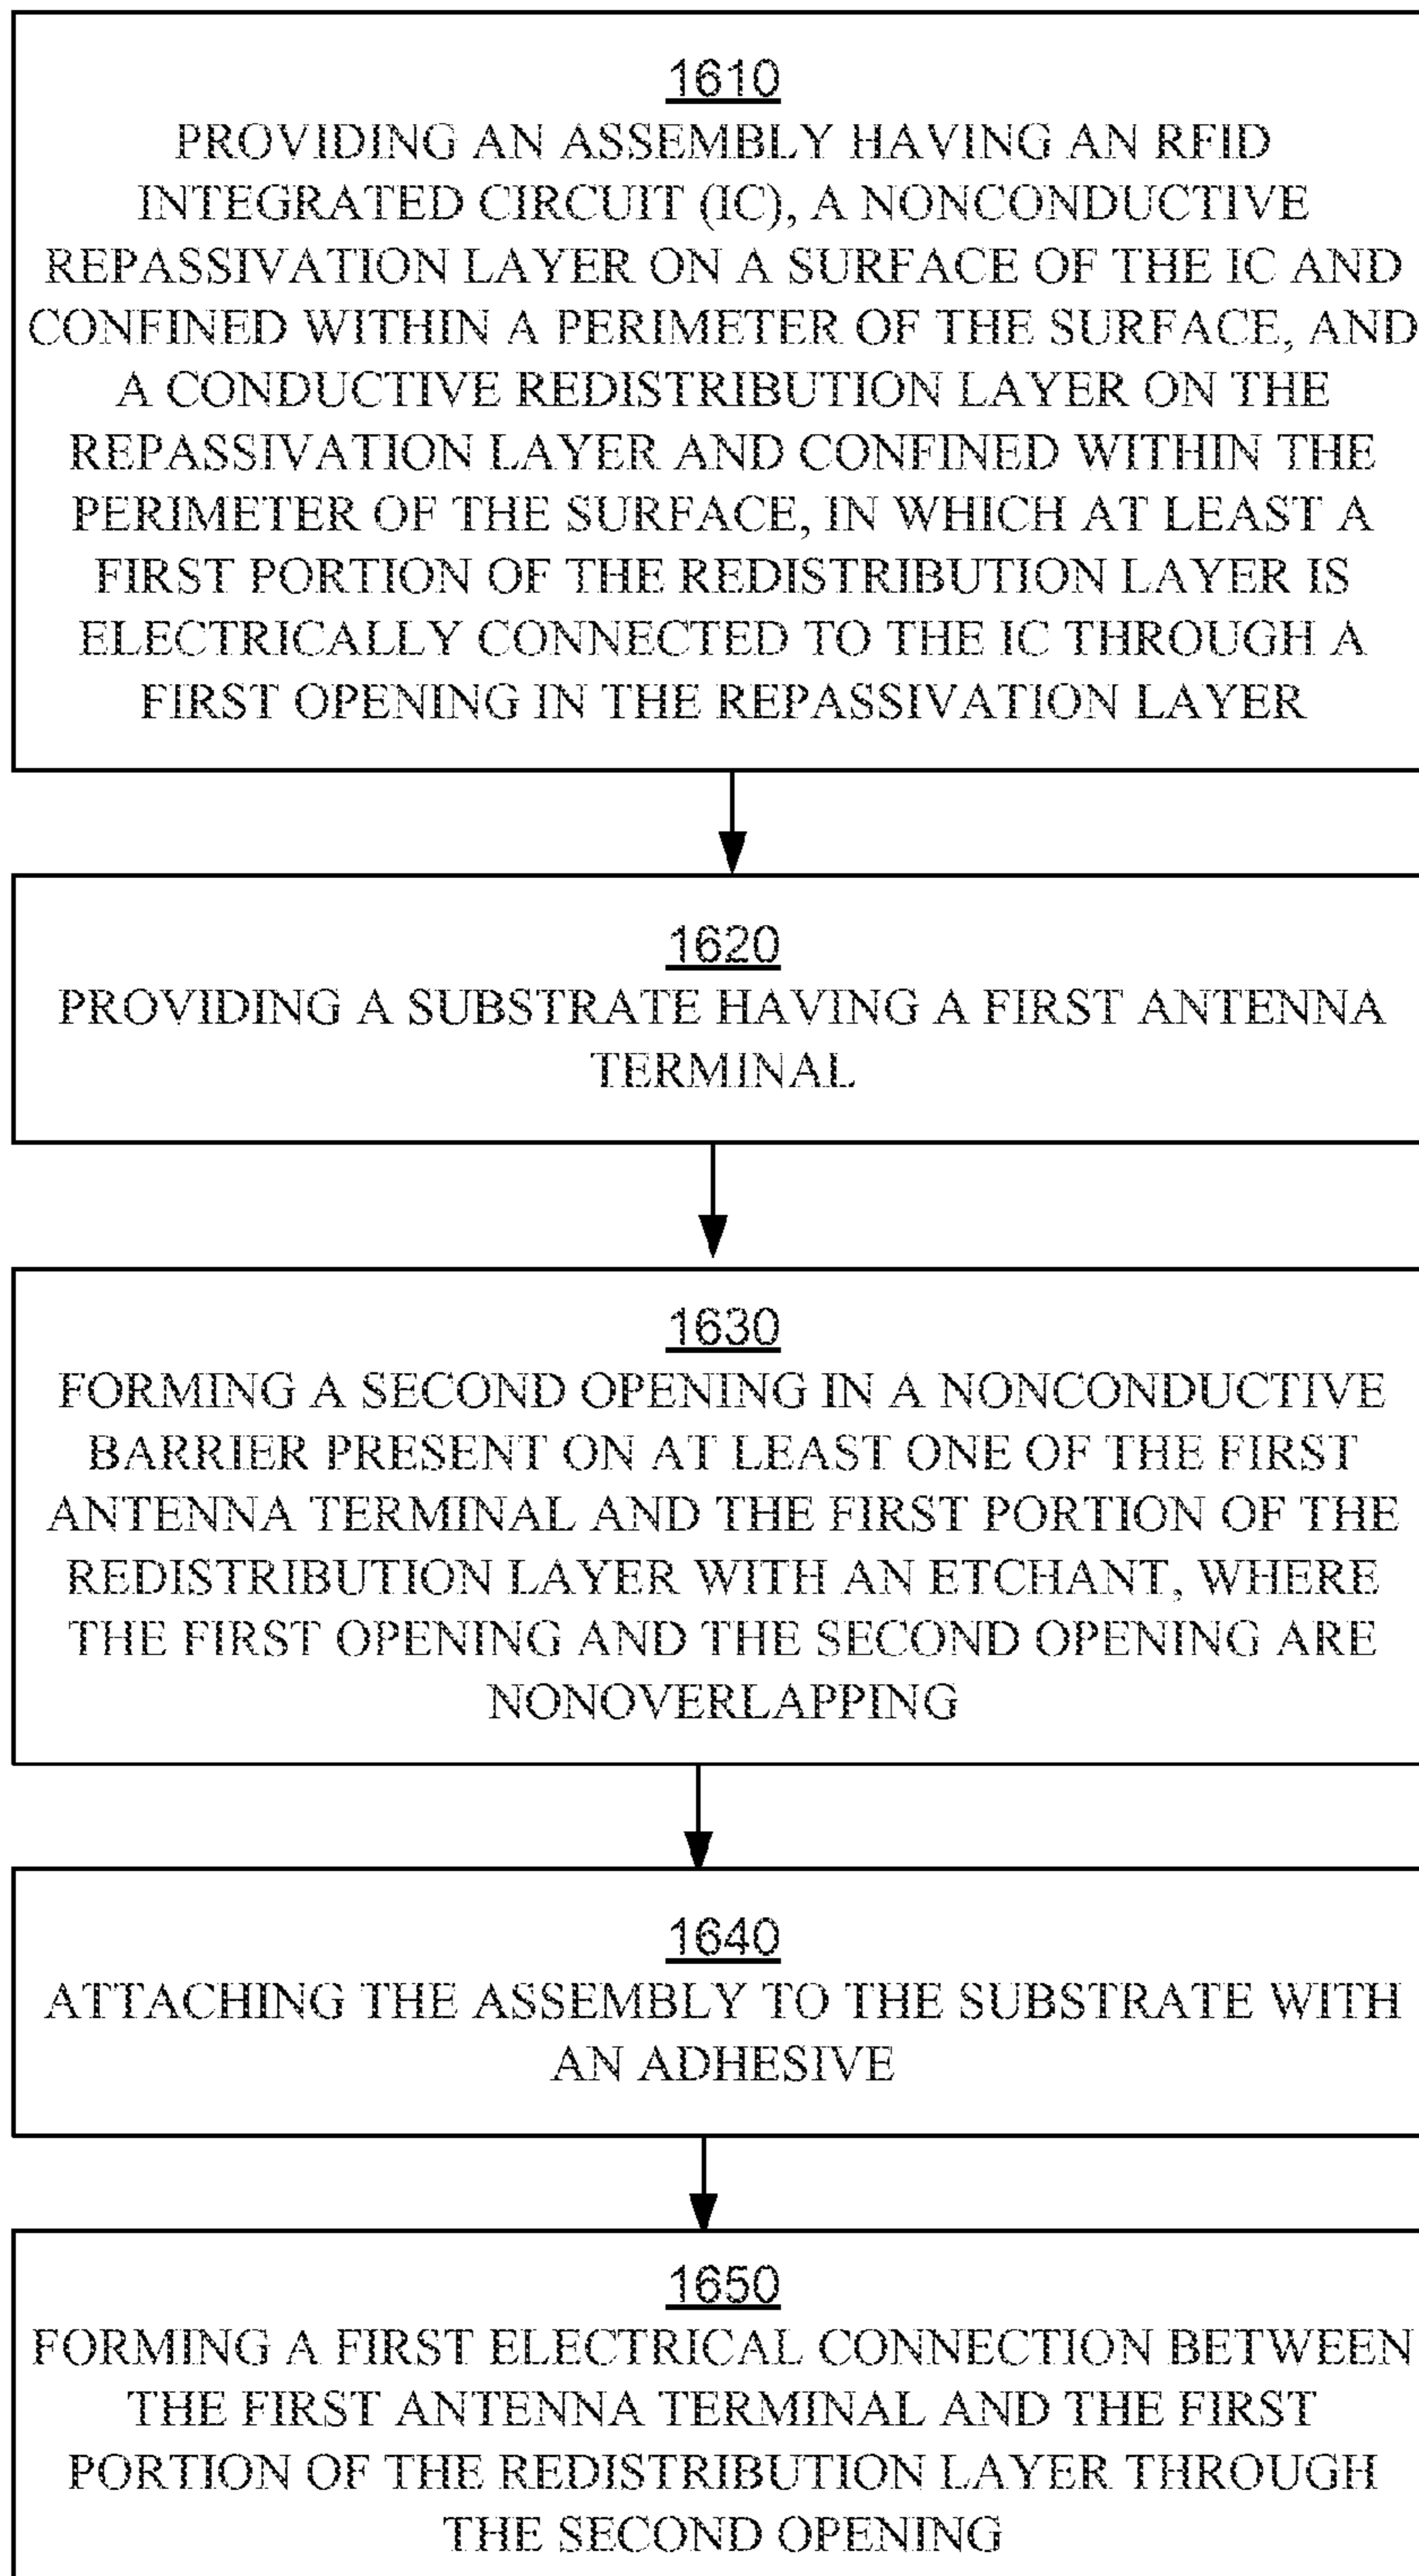 1610
PROVIDING AN ASSEMBLY HAVING AN RFID
INTEGRATED CIRCUIT (IC), A NONCONDUCTIVE
REPASSIVATION LAYER ON A SURFACE OF THE IC AND
CONFINED WITHIN A PERIMETER OF THE SURFACE, AND
A CONDUCTIVE REDISTRIBUTION LAYER ON THE
REPASSIVATION LAYER AND CONFINED WITHIN THE
PERIMETER OF THE SURFACE, IN WHICH AT LEAST A
FIRST PORTION OF THE REDISTRIBUTION LAYER IS
ELECTRICALLY CONNECTED TO THE IC THROUGH A
FIRST OPENING IN THE REPASSIVATION LAYER
1620
PROVIDING A SUBSTRATE HAVING A FIRST ANTENNA
TERMINAL
1630
FORMING A SECOND OPENING IN A NONCONDUCTIVE
BARRIER PRESENT ON AT LEAST ONE OF THE FIRST
ANTENNA TERMINAL AND THE FIRST PORTION OF THE
REDISTRIBUTION LAYER WITH AN ETCHANT, WHERE
THE FIRST OPENING AND THE SECOND OPENING ARE
NONOVERLAPPING
1640
ATTACHING THE ASSEMBLY TO THE SUBSTRATE WITH
AN ADHESIVE
1650
FORMING A FIRST ELECTRICAL CONNECTION BETWEEN
THE FIRST ANTENNA TERMINAL AND THE FIRST
PORTION OF THE REDISTRIBUTION LAYER THROUGH
THE SECOND OPENING